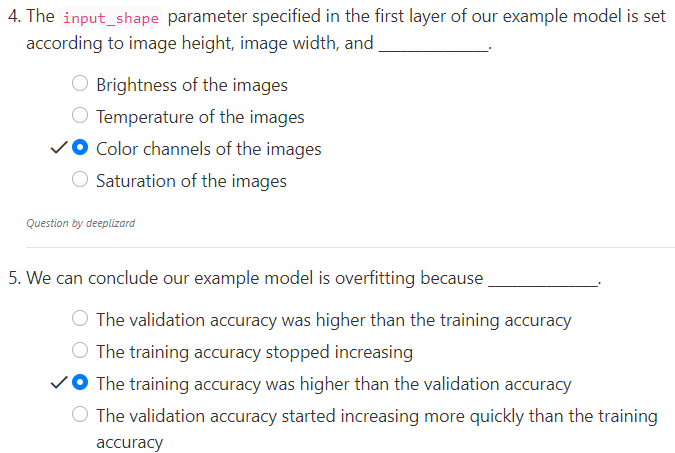 4. The input_shape parameter specified in the first layer of our example model is set
according to image height, image width, and ______________.
Brightness of the images
Temperature of the images
Color channels of the images
Saturation of the images
Question by deeplizard
5. We can conclude our example model is overfitting because ______________.
The validation accuracy was higher than the training accuracy
The training accuracy stopped increasing
The training accuracy was higher than the validation accuracy
The validation accuracy started increasing more quickly than the training
accuracy